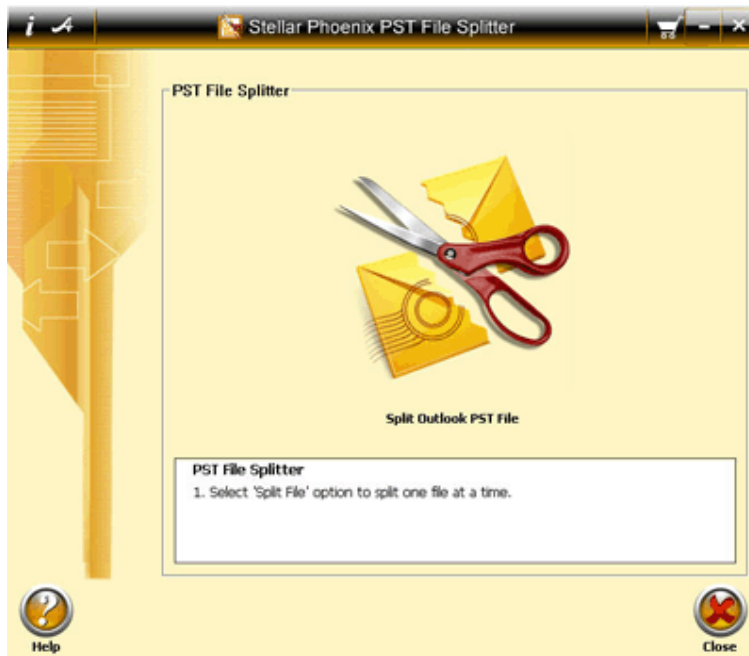 Stellar Phoenix PST File Splitter
PST File Splitter
Split Outlook PST File
PST File Splitter
1. Select 'Split File' option to split one file at a time.
Help
Close